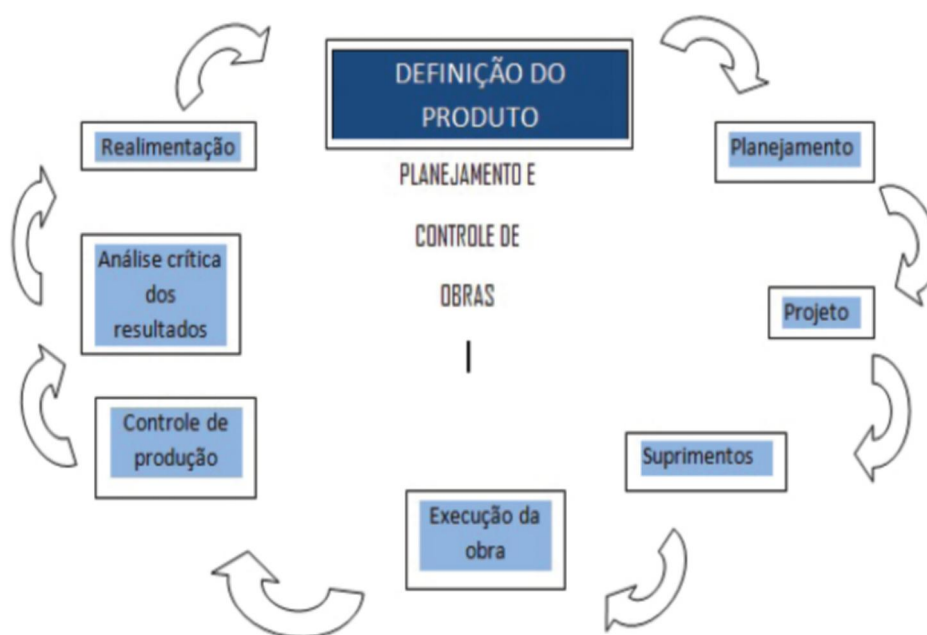 DEFINIÇÃO DO
PRODUTO
PLANEJAMENTO E
CONTROLE DE
OBRAS
Planejamento
Projeto
Suprimentos
Execução da
obra
Controle de
produção
Análise crítica
dos
resultados
Realimentação